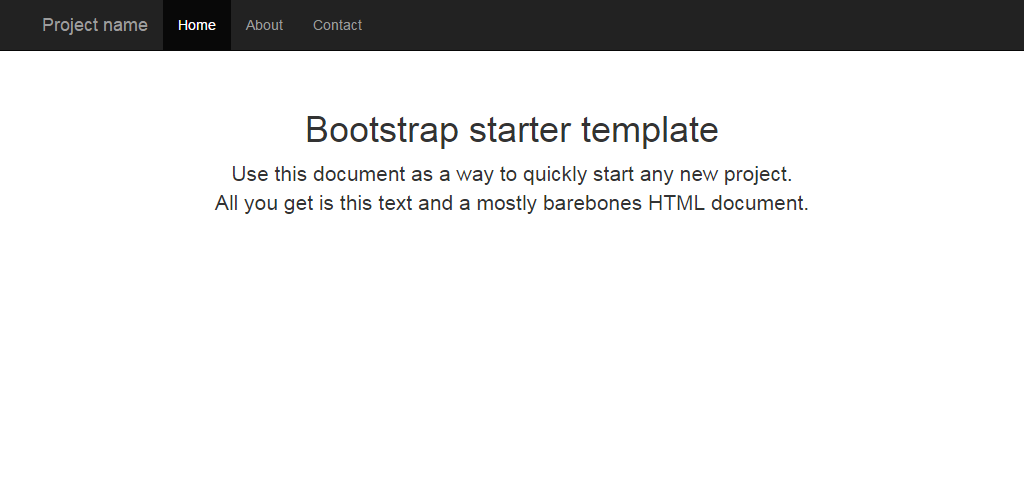 Project name Home About Contact
Bootstrap starter template
Use this document as a way to quickly start any new project.
All you get is this text and a mostly barebones HTML document.